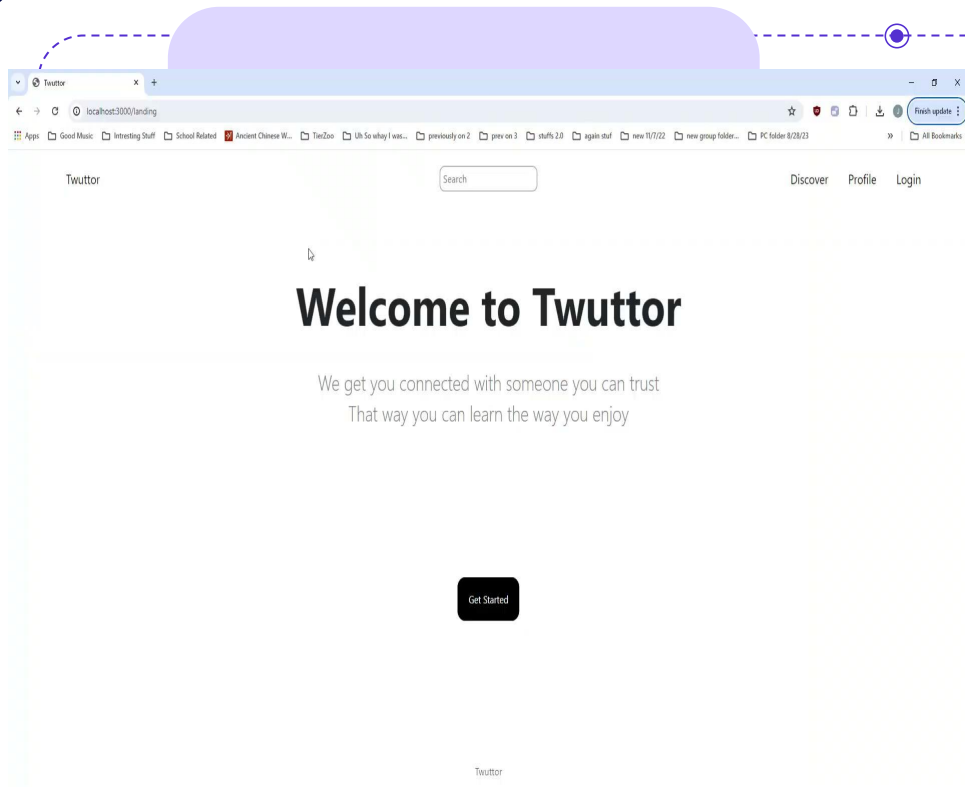 Twuttor
localhost:3000/landing
Finish update
Apps Good Music Intresting Stuff School Related Ancient Chinese W... TierZoo Uh So whay I was... previously on 2 prev on 3 stuffs 2.0 again stuf new 11/7/22 new group folder... PC folder 8/28/23 » All Bookmarks
Twuttor Search Discover Profile Login
Welcome to Twuttor
We get you connected with someone you can trust
That way you can learn the way you enjoy
Get Started
Twuttor